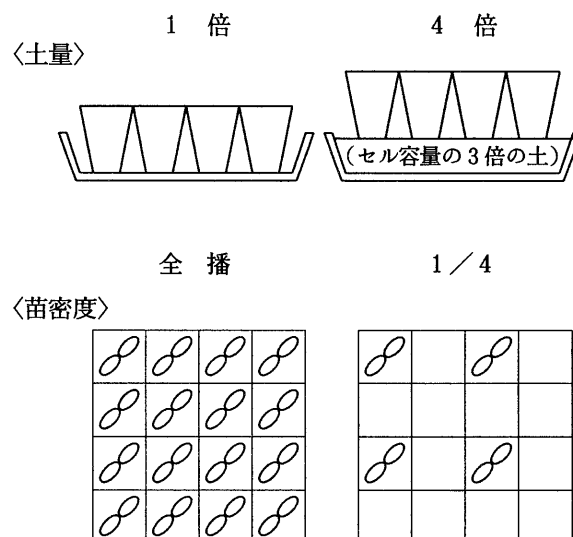 1 倍 4 倍
〈土量〉
(セル容量の3倍の土)
全 播 1/4
〈苗密度〉